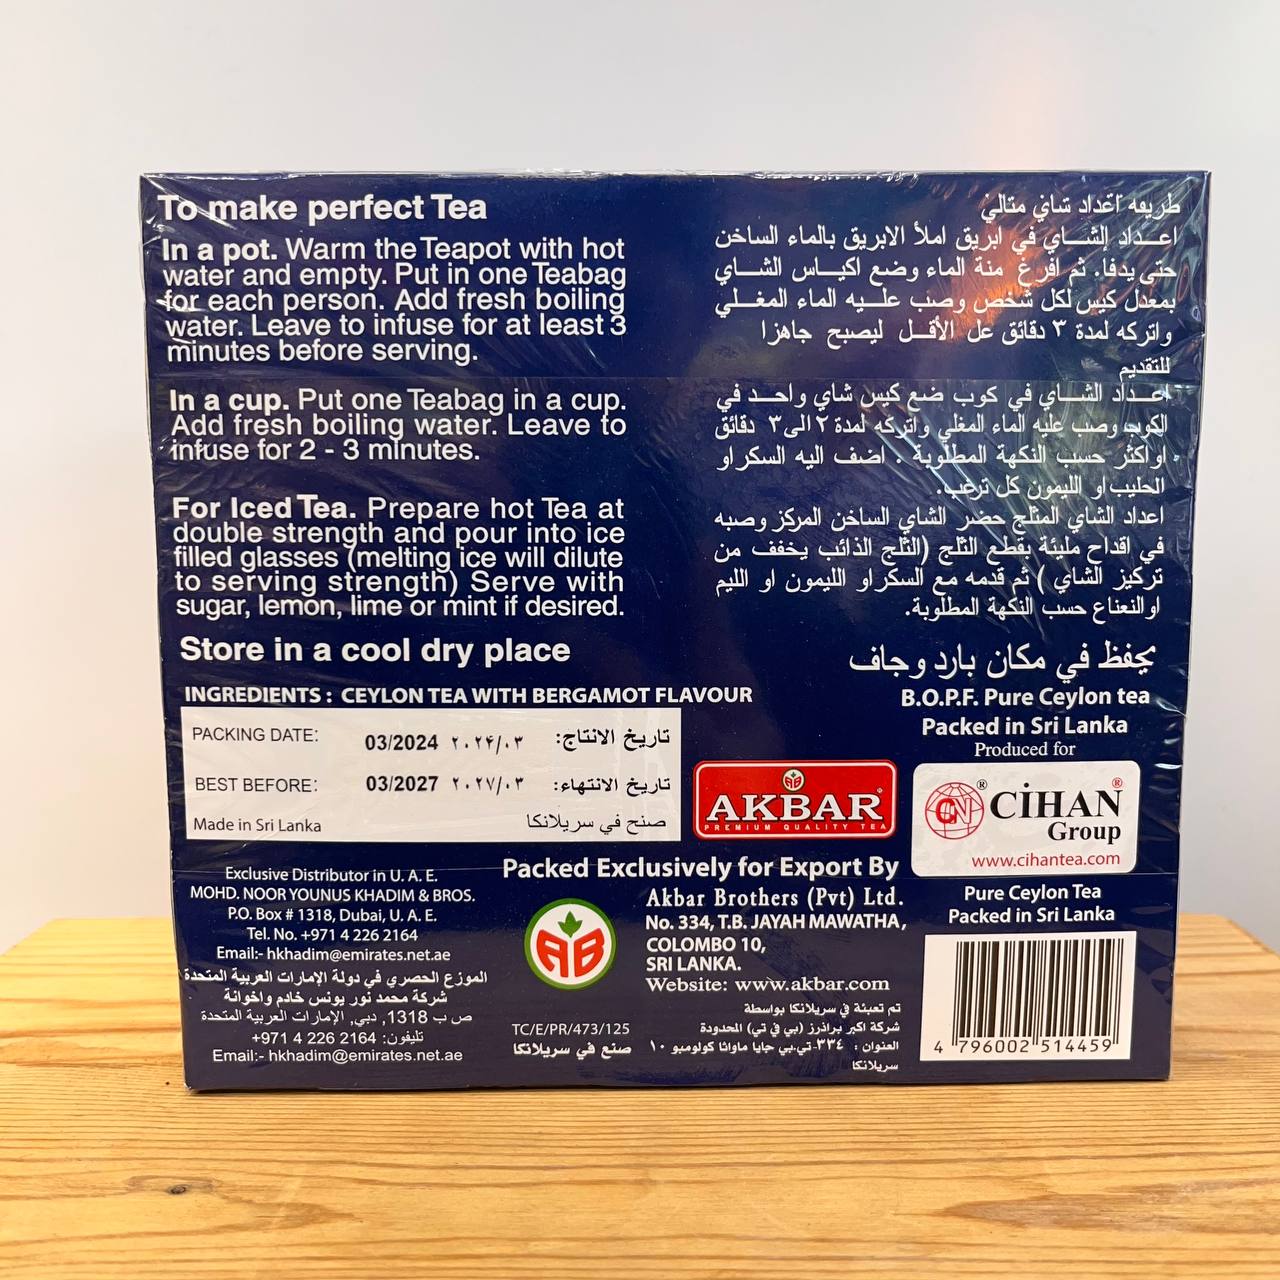 To make perfect Tea
In a pot. Warm the Teapot with hot
water and empty. Put in one Teabag
for each person. Add fresh boiling
water. Leave to infuse for at least 3
minutes before serving.
In a cup. Put one Teabag in a cup.
Add fresh boiling water. Leave to
infuse for 2 - 3 minutes.
For Iced Tea. Prepare hot Tea at
double strength and pour into ice
filled glasses (melting ice will dilute
to serving strength) Serve with
sugar, lemon, lime or mint if desired.
Store in a cool dry place
طريقه اعداد شاي متالي
اعداد الشاي في ابريق املأ الابريق بالماء الساخن
حتى يدفا. ثم افرغ منة الماء وضع اكياس الشاي
بمعدل كيس لكل شخص وصب عليه الماء المغلي
واتركه لمدة ٣ دقائق عل الأقل ليصبح جاهزا
للتقديم
اعداد الشاي في كوب ضع كيس شاي واحد في
الكوب وصب عليه الماء المغلي واتركه لمدة ٢ الى ٣ دقائق
او اكثر حسب النكهة المطلوبة . اضف اليه السكر او
الحليب او الليمون كل ترغب.
اعداد الشاي المثلج حضر الشاي الساخن المركز وصبه
في اقداح مليئة بقطع الثلج (الثلج الذائب يخفف من
تركيز الشاي ) ثم قدمه مع السكر او الليمون او الليم
او النعناع حسب النكهة المطلوبة.
يحفظ في مكان بارد وجاف
INGREDIENTS : CEYLON TEA WITH BERGAMOT FLAVOUR
B.O.P.F. Pure Ceylon tea
Packed in Sri Lanka
Produced for
PACKING DATE: 03/2024 ٢٠٢٤/٠٣ تاريخ الانتاج:
BEST BEFORE: 03/2027 ٢٠٢٧/٠٣ تاريخ الانتهاء:
Made in Sri Lanka صنع في سريلانكا
AKBAR®
PREMIUM QUALITY TEA
CN® CİHAN®
Group
www.cihantea.com
Exclusive Distributor in U. A. E.
MOHD. NOOR YOUNUS KHADIM & BROS.
P.O. Box # 1318, Dubai, U. A. E.
Tel. No. +971 4 226 2164
Email:- hkhadim@emirates.net.ae
الموزع الحصري في دولة الإمارات العربية المتحدة
شركة محمد نور يونس خادم واخوانة
ص ب 1318, دبي, الإمارات العربية المتحدة
تليفون: 2164 226 4 971+
Email:- hkhadim@emirates.net.ae
Packed Exclusively for Export By
Akbar Brothers (Pvt) Ltd.
No. 334, T.B. JAYAH MAWATHA,
COLOMBO 10,
SRI LANKA.
Website: www.akbar.com
AB
TC/E/PR/473/125
صنع في سريلانكا
تم تعبئة في سريلانكا بواسطة
شركة اكبر براذرز (بي في تي) المحدودة
العنوان : ٣٣٤-تي.بي جايا ماواثا كولومبو ١٠
سريلانكا
Pure Ceylon Tea
Packed in Sri Lanka
4 796002 514459